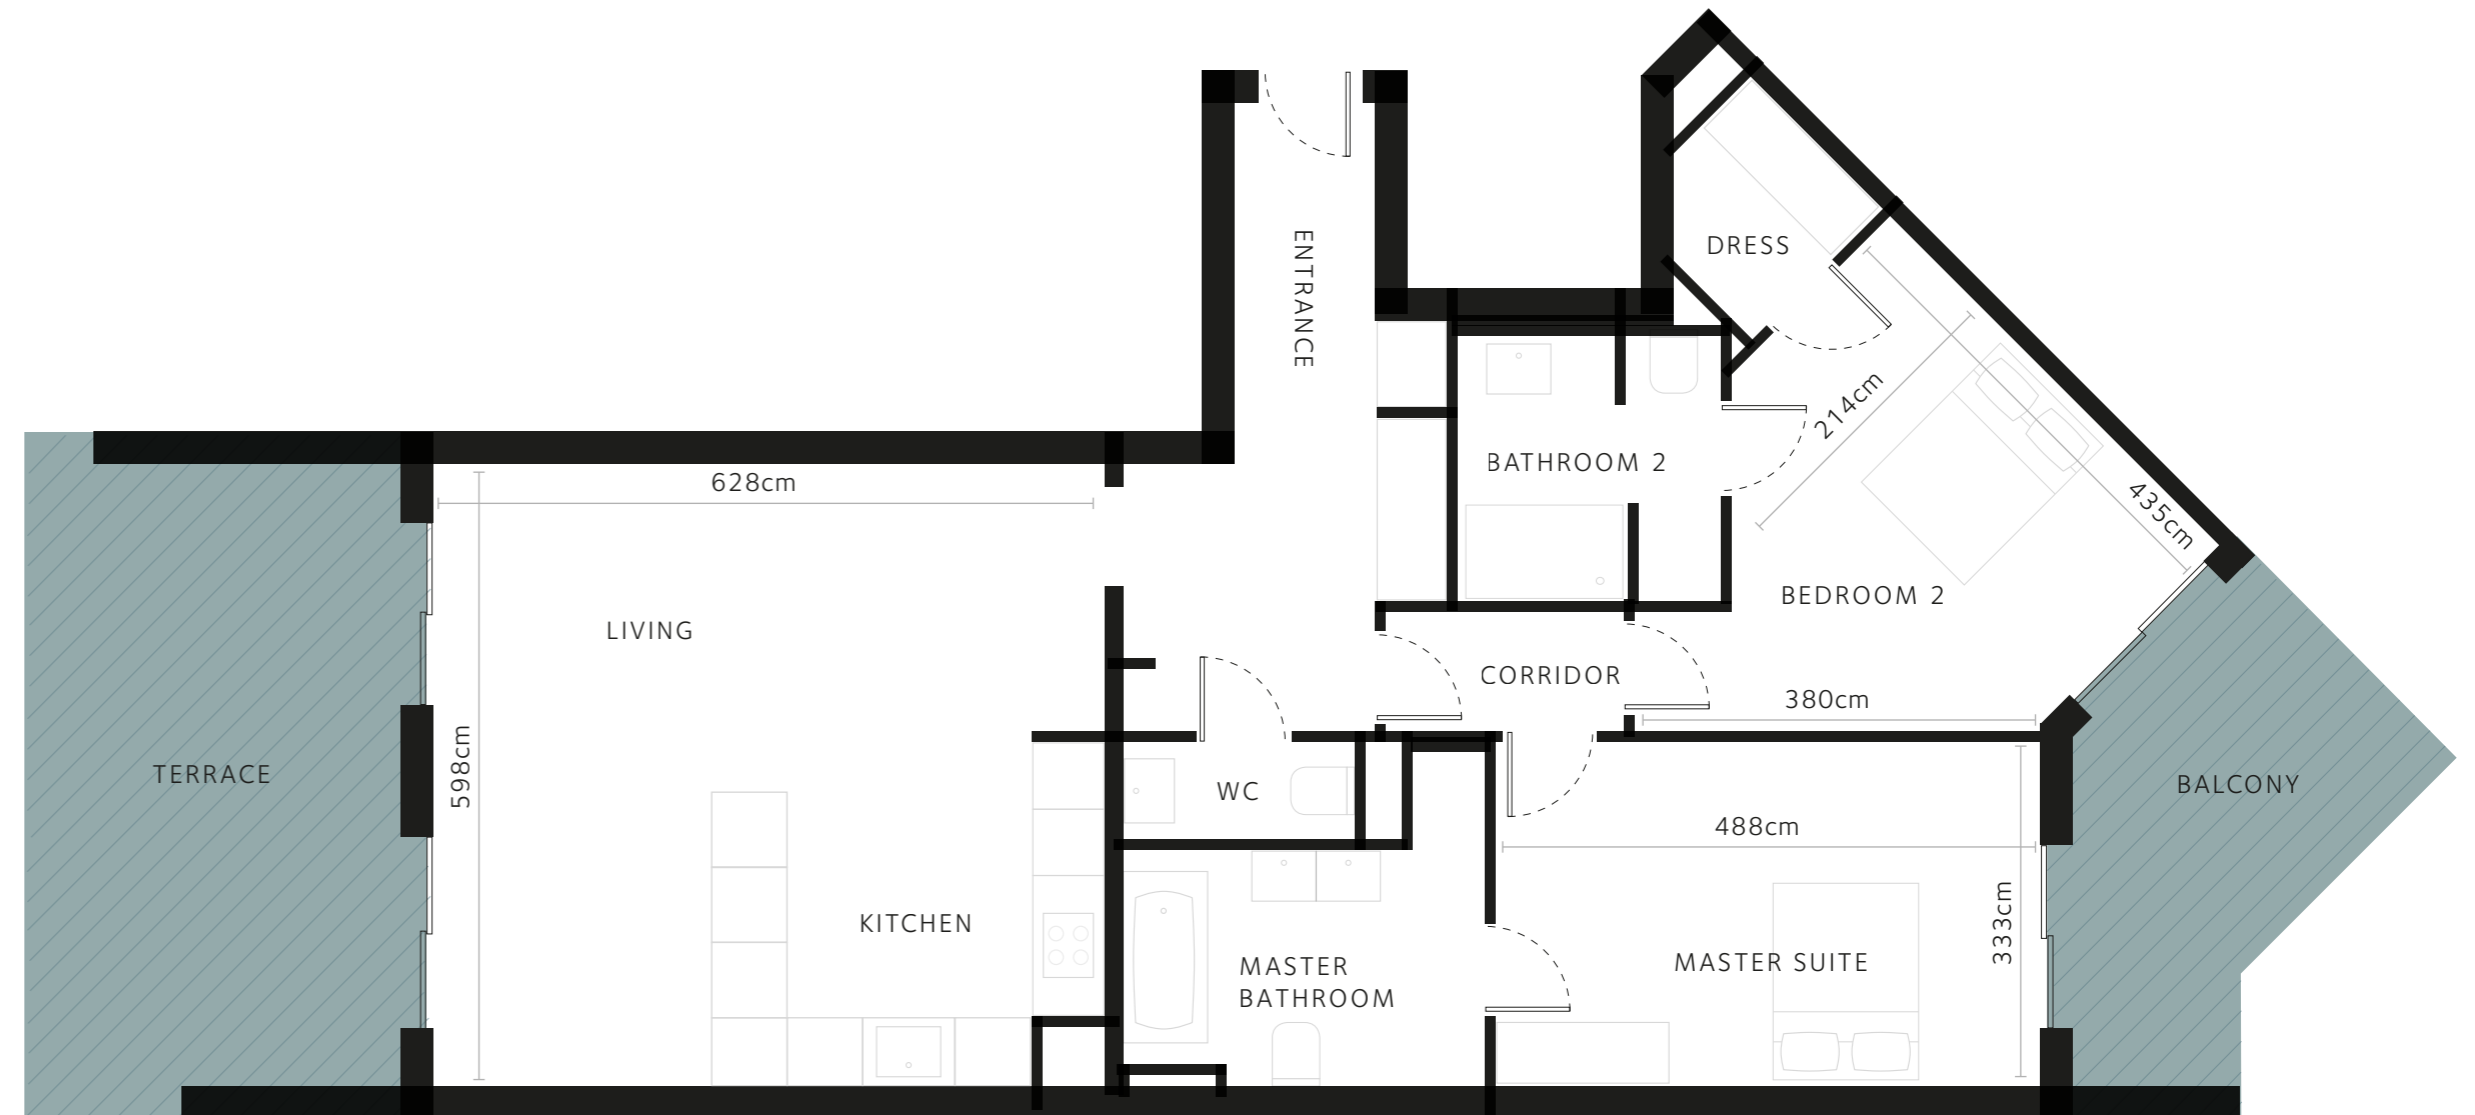 ENTRANCE
DRESS
214cm
BATHROOM 2
628cm
435cm
BEDROOM 2
LIVING
CORRIDOR
380cm
598cm
TERRACE
WC
BALCONY
488cm
333cm
KITCHEN
MASTER
BATHROOM
MASTER SUITE